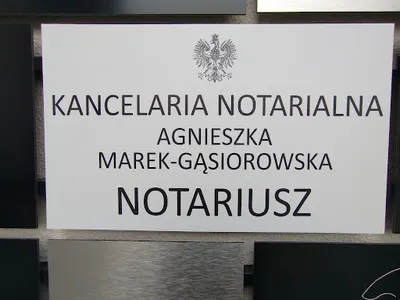 KANCELARIA NOTARIALNA
AGNIESZKA
MAREK-GĄSIOROWSKA
NOTARIUSZ